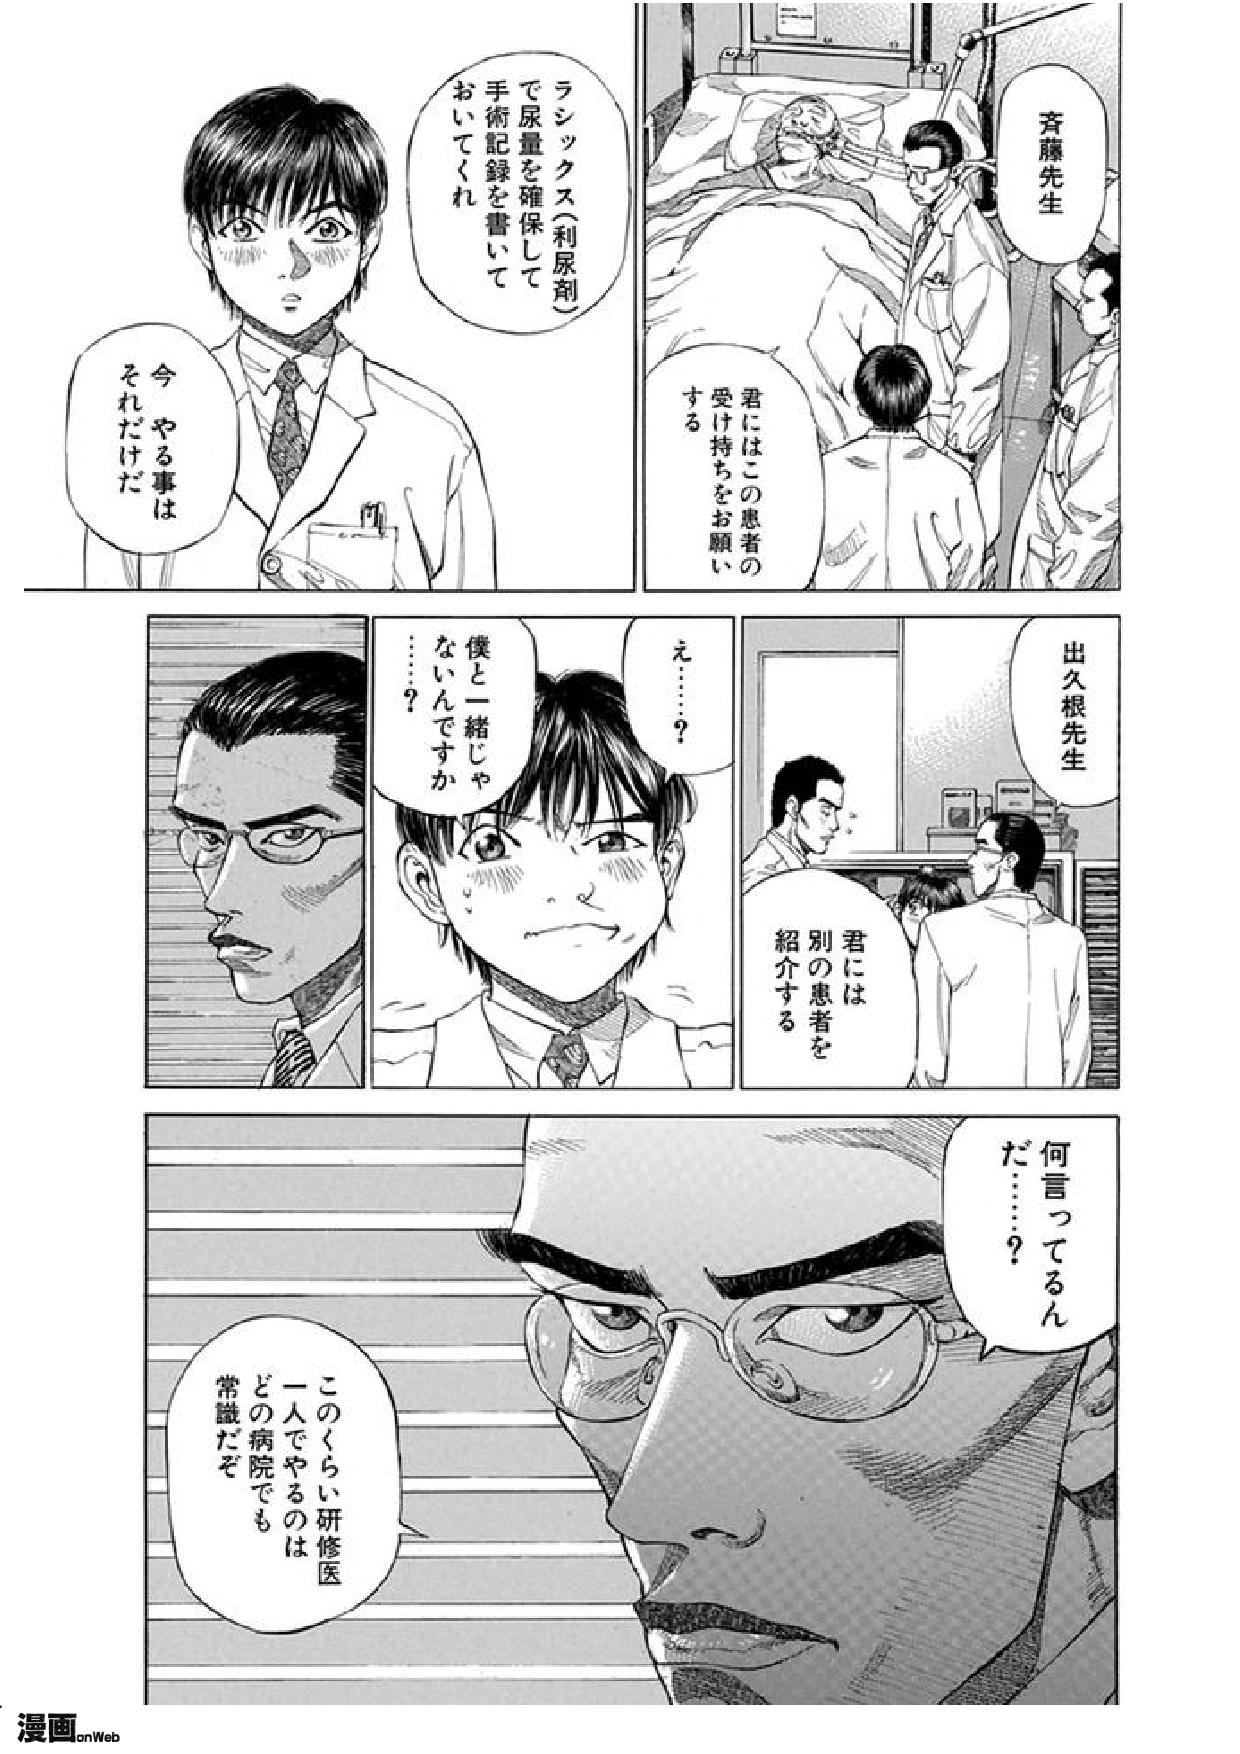 斉藤先生
君にはこの患者の
受け持ちをお願い
する
ラシックス(利尿剤)
で尿量を確保して
手術記録を書いて
おいてくれ
今 やる事は
それだけだ
出久根先生
君には
別の患者を
紹介する
え……?
僕と一緒じゃ
ないんですか
……?
何言ってるん
だ……?
このくらい研修医
一人でやるのは
どの病院でも
常識だぞ
漫画onWeb